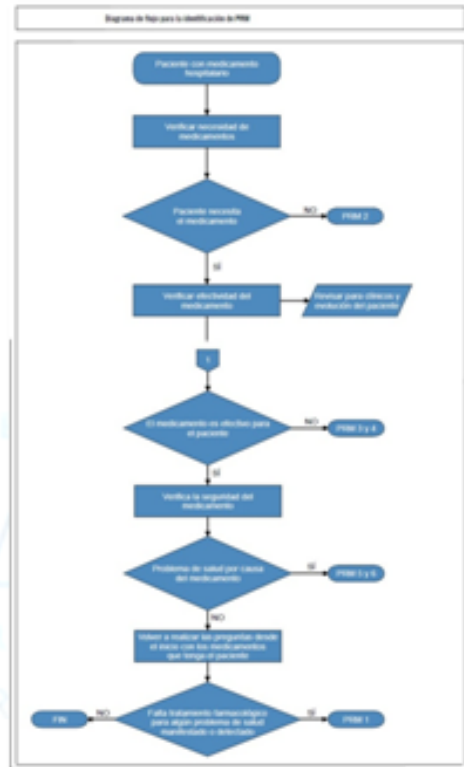 Diagrama de flujo para la identificación de PRM
Paciente con medicamento
hospitalario
Verificar necesidad de
medicamentos
Paciente necesita
el medicamento
NO
PRM 2
SÍ
Verificar efectividad del
medicamento
Revisar para clínicos y
evolución del paciente
1
El medicamento es efectivo para
el paciente
NO
PRM 3 y 4
SÍ
Verifica la seguridad del
medicamento
Problema de salud por causa
del medicamento
SÍ
PRM 5 y 6
NO
Volver a realizar las preguntas desde
el inicio con los medicamentos
que tenga el paciente
Falta tratamiento farmacológico
para algún problema de salud
manifestado o detectado
NO
FIN
SÍ
PRM 1